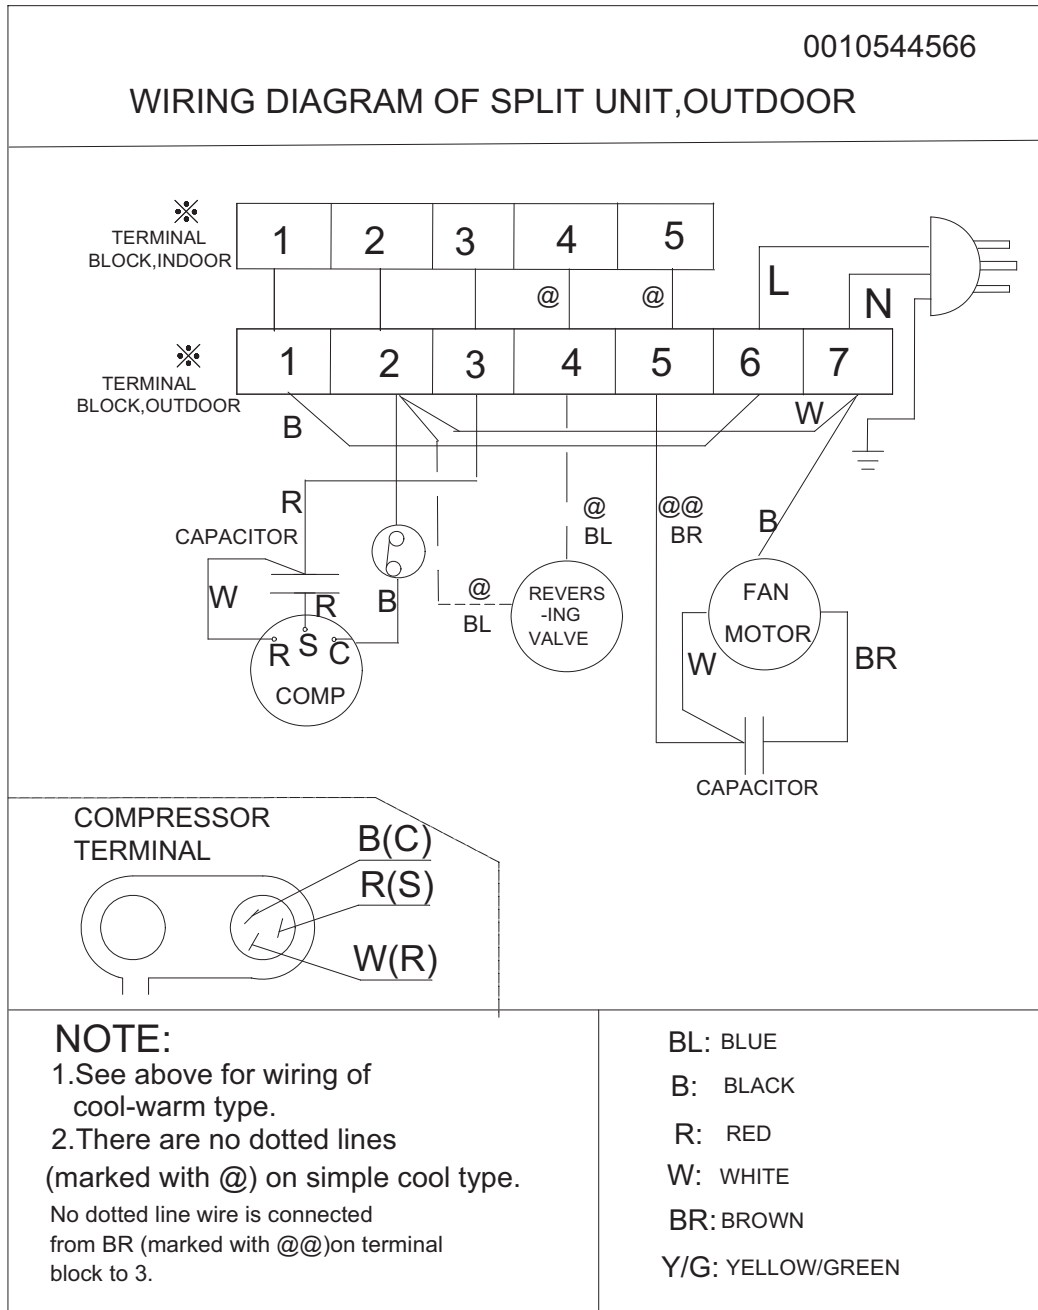 0010544566
WIRING DIAGRAM OF SPLIT UNIT,OUTDOOR
※
TERMINAL
BLOCK,INDOOR
1 2 3 4 5
@ @
L
N
※
TERMINAL
BLOCK,OUTDOOR
1 2 3 4 5 6 7
B
W
R
CAPACITOR
@
BL
@@
BR
B
W
R
B
@
BL
REVERS
-ING
VALVE
FAN
MOTOR
R S C
COMP
W
BR
CAPACITOR
COMPRESSOR
TERMINAL
B(C)
R(S)
W(R)
NOTE:
1.See above for wiring of
cool-warm type.
2.There are no dotted lines
(marked with @) on simple cool type.
No dotted line wire is connected
from BR (marked with @@)on terminal
block to 3.
BL: BLUE
B: BLACK
R: RED
W: WHITE
BR: BROWN
Y/G: YELLOW/GREEN